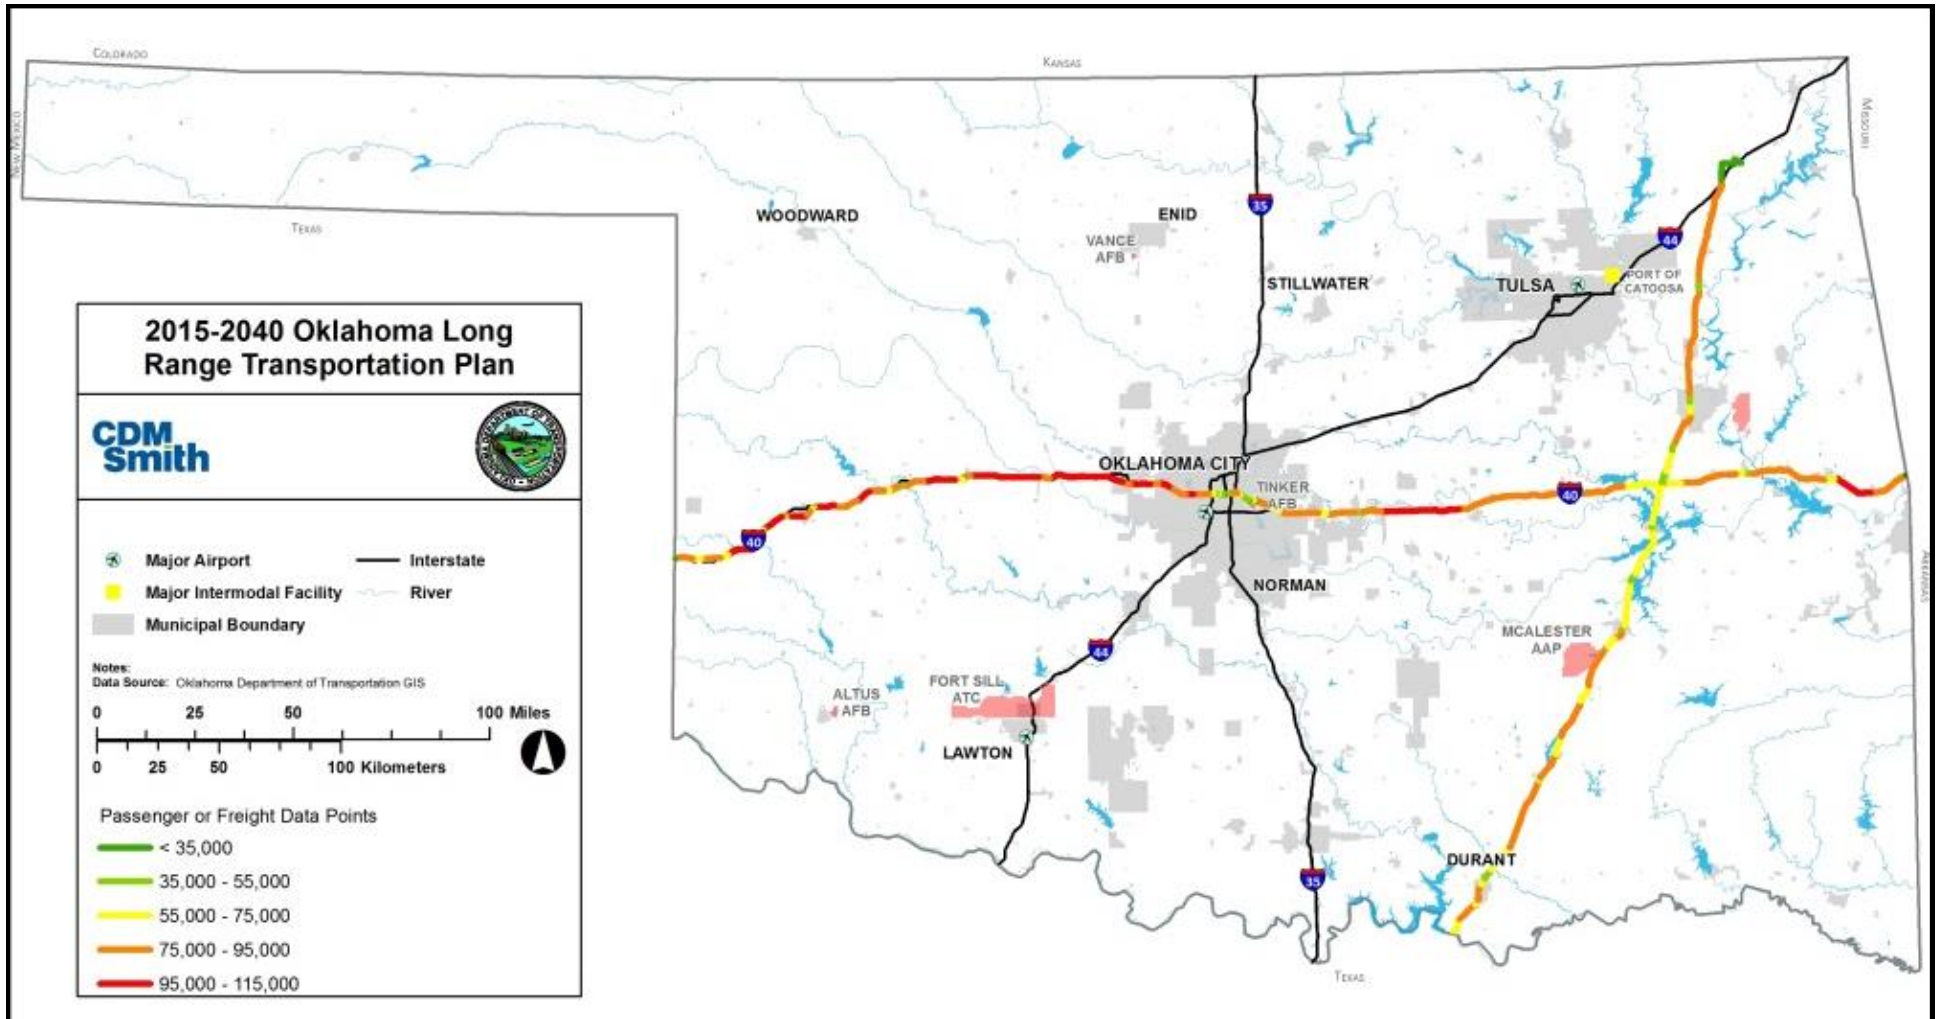 COLORADO
KANSAS
NEW MEXICO
MISSOURI
TEXAS
WOODWARD
ENID
35
VANCE
AFB
44
STILLWATER
TULSA
PORT OF
CATOOSA
2015-2040 Oklahoma Long
Range Transportation Plan
CDM
Smith
OKLAHOMA CITY
TINKER
AFB
40
40
Major Airport
Interstate
Major Intermodal Facility
River
Municipal Boundary
NORMAN
ARKANSAS
MCALESTER
AAP
44
Notes:
Data Source: Oklahoma Department of Transportation GIS
FORT SILL
ATC
ALTUS
AFB
0 25 50 100 Miles
0 25 50 100 Kilometers
LAWTON
Passenger or Freight Data Points
< 35,000
35,000 - 55,000
55,000 - 75,000
75,000 - 95,000
95,000 - 115,000
DURANT
35
TEXAS